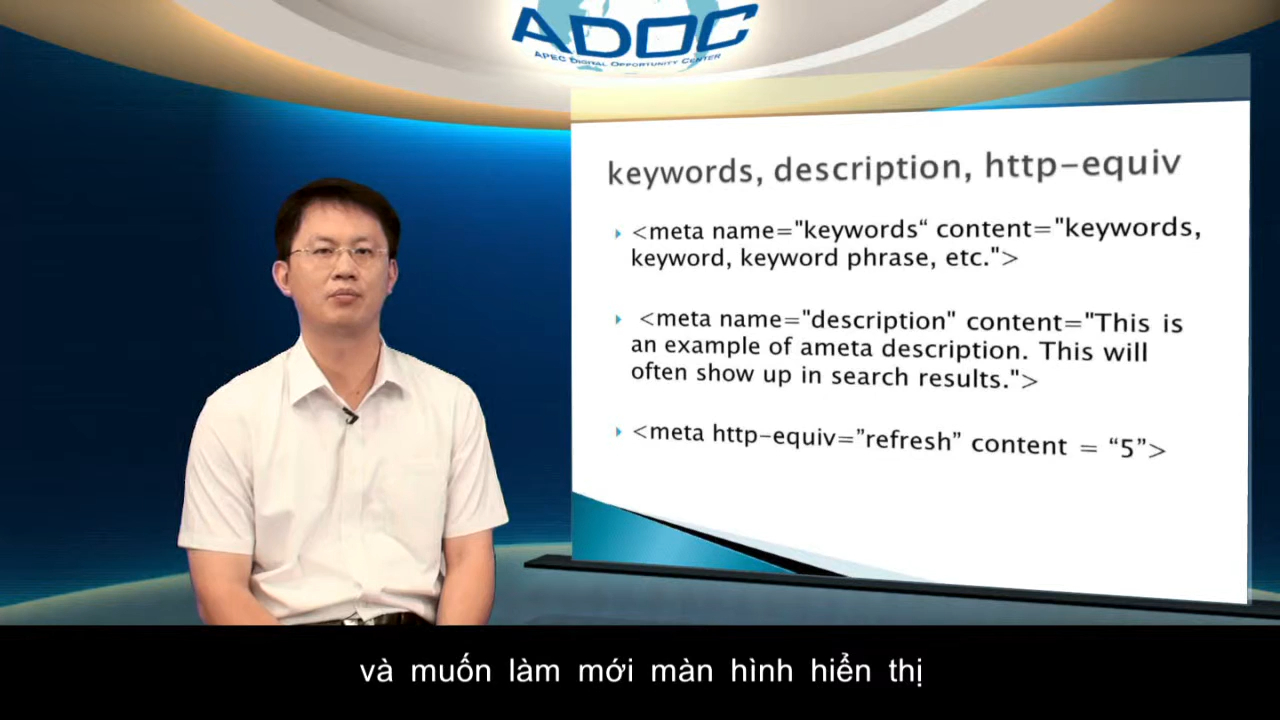 ADOC
APEC DIGITAL OPPORTUNITY CENTER
keywords, description, http-equiv
<meta name="keywords“ content="keywords,
keyword, keyword phrase, etc.">
<meta name="description" content="This is
an example of ameta description. This will
often show up in search results.">
<meta http-equiv=”refresh” content = “5”>
và muốn làm mới màn hình hiển thị